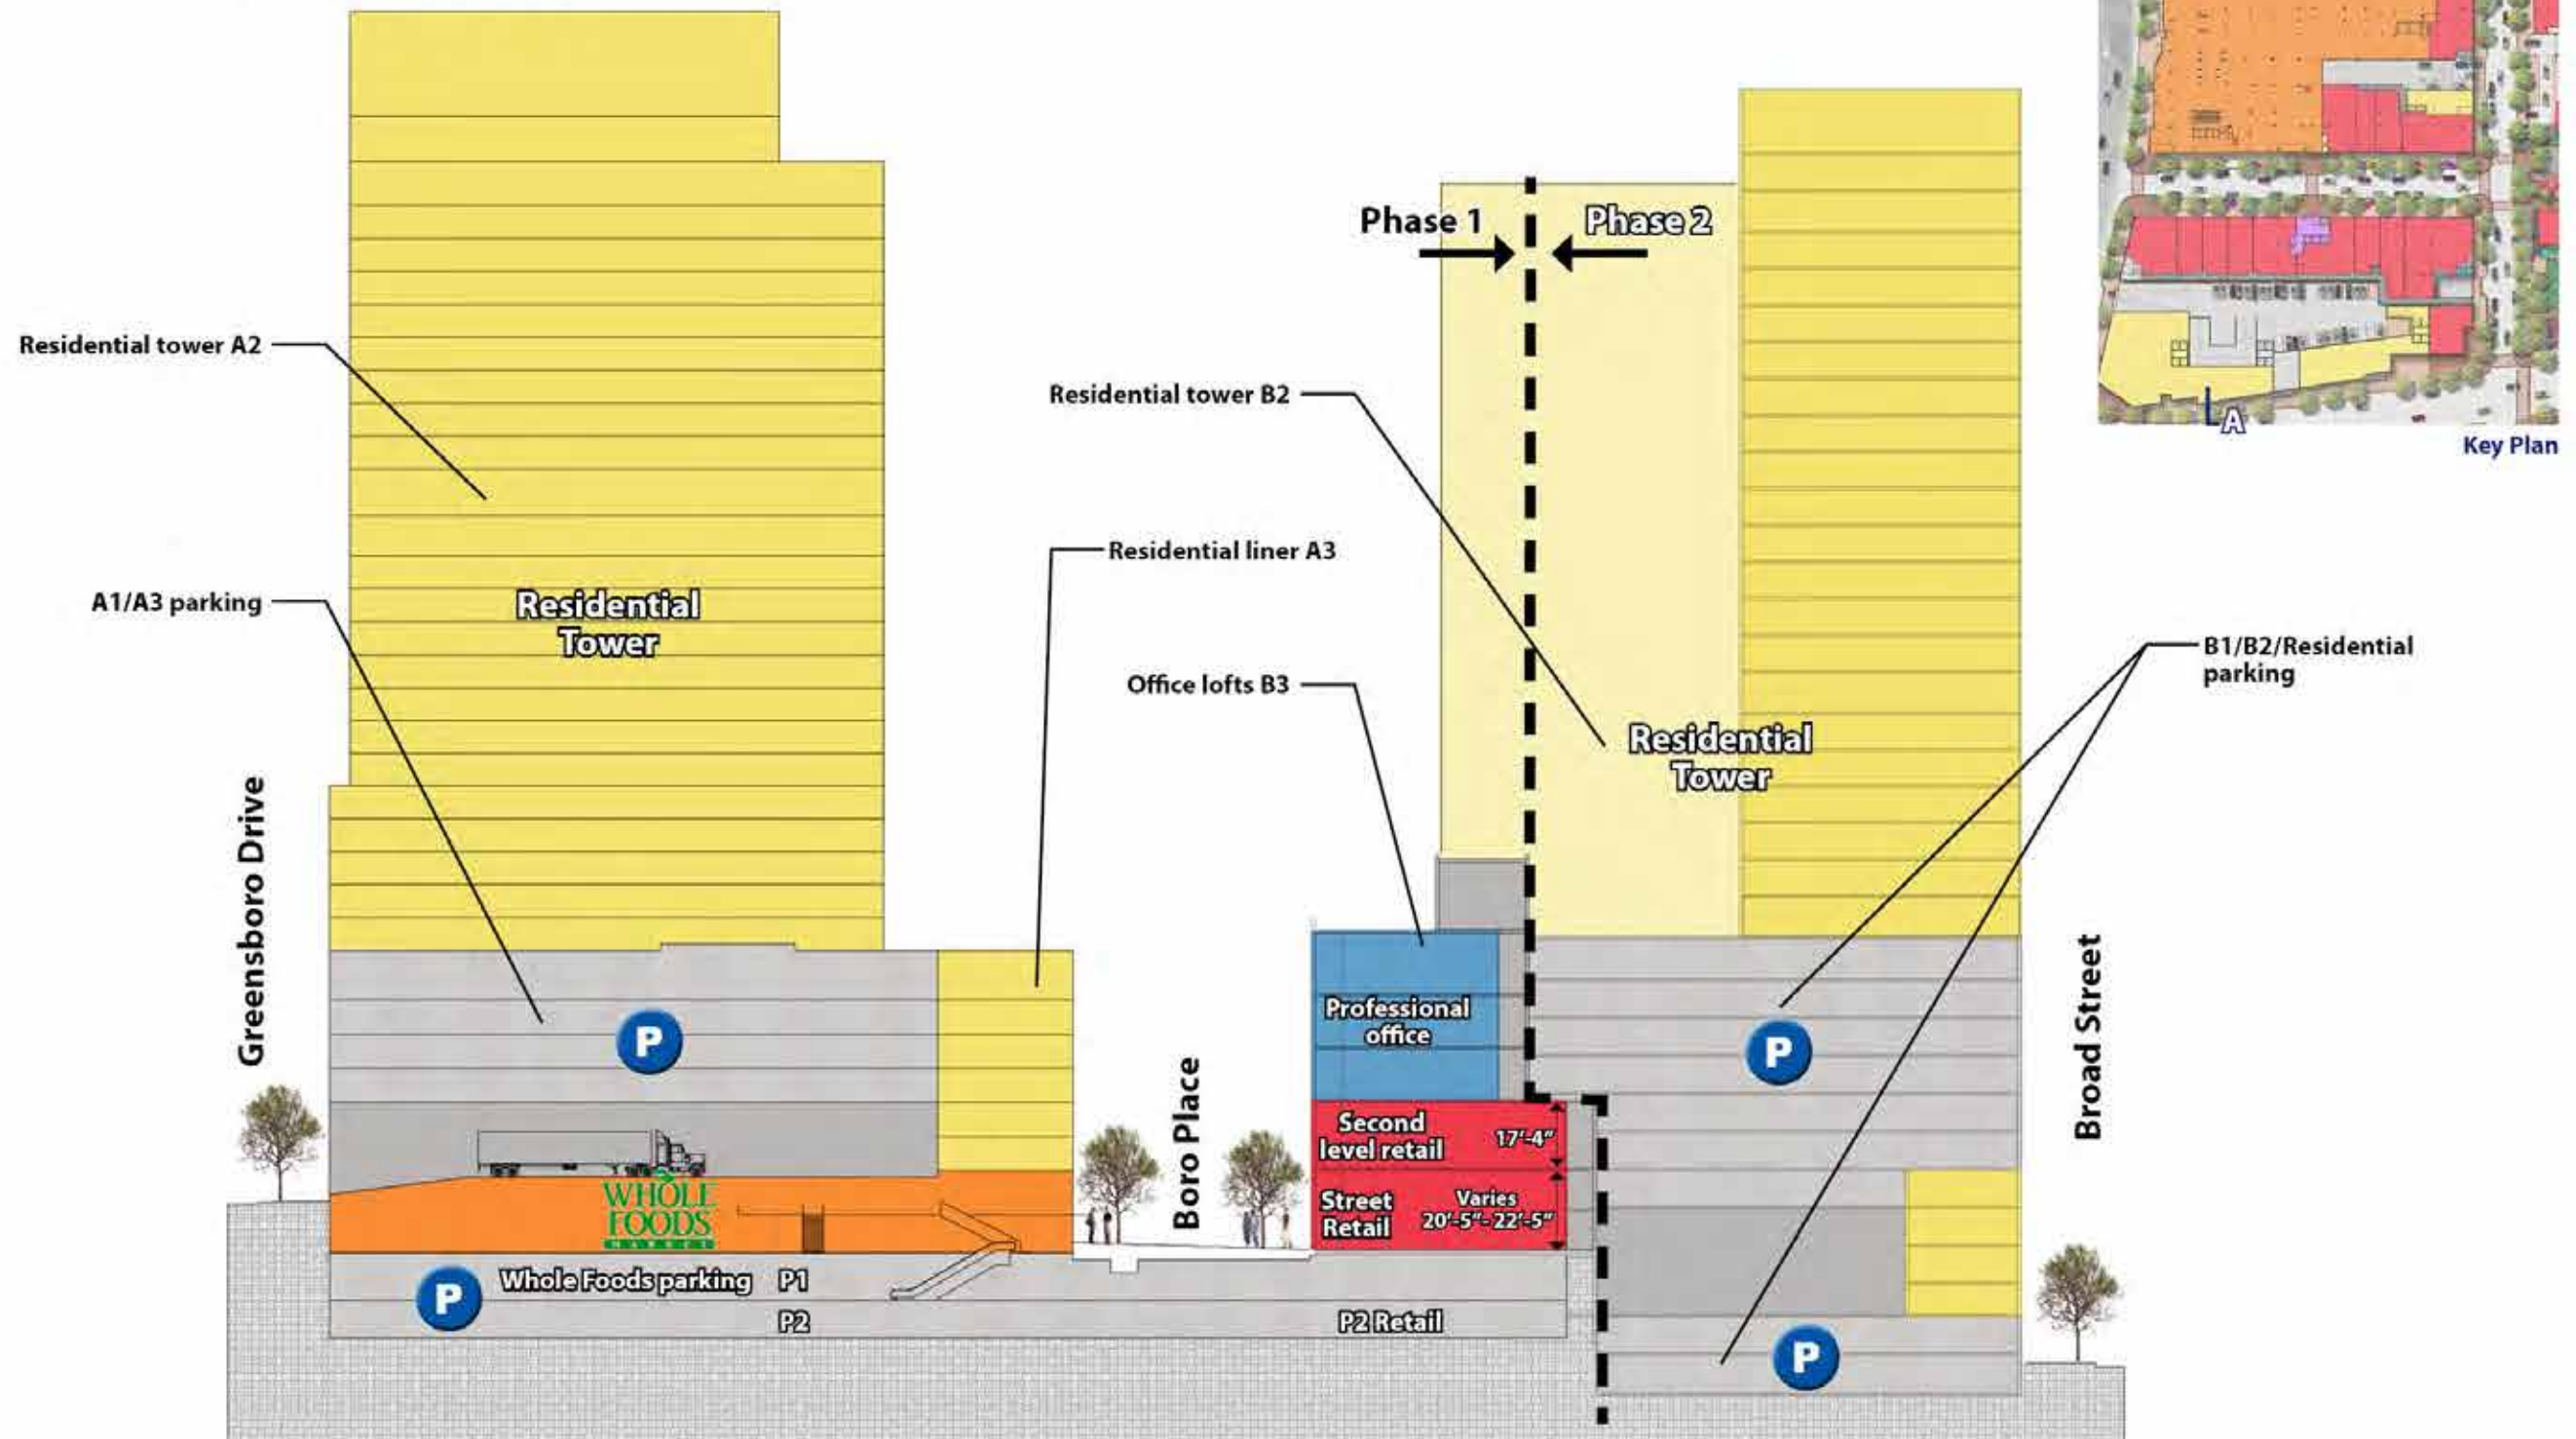 Phase 1
Phase 2
Residential tower A2
Residential tower B2
A
Key Plan
Residential liner A3
A1/A3 parking
Residential
Tower
Office lofts B3
B1/B2/Residential
parking
Residential
Tower
Greensboro Drive
Professional
office
P
P
Broad Street
Boro Place
Second
level retail
17'-4"
WHOLE
FOODS
MARKET
Street
Retail
Varies
20'-5"- 22'-5"
P
Whole Foods parking P1
P2
P2 Retail
P